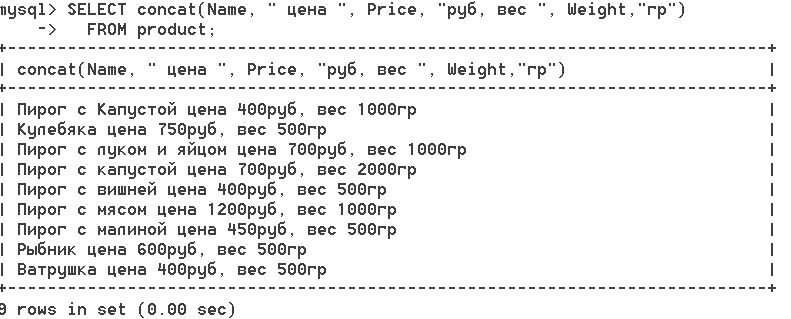 mysql> SELECT concat(Name, " цена ", Price, "руб, вес ", Weight,"гр")
    ->   FROM product;
+----------------------------------------------------------------------------+
| concat(Name, " цена ", Price, "руб, вес ", Weight,"гр")                    |
+----------------------------------------------------------------------------+
| Пирог с Капустой цена 400руб, вес 1000гр                                   |
| Кулебяка цена 750руб, вес 500гр                                            |
| Пирог с луком и яйцом цена 700руб, вес 1000гр                              |
| Пирог с капустой цена 700руб, вес 2000гр                                   |
| Пирог с вишней цена 400руб, вес 500гр                                      |
| Пирог с мясом цена 1200руб, вес 1000гр                                     |
| Пирог с малиной цена 450руб, вес 500гр                                     |
| Рыбник цена 600руб, вес 500гр                                              |
| Ватрушка цена 400руб, вес 500гр                                            |
+----------------------------------------------------------------------------+
9 rows in set (0.00 sec)